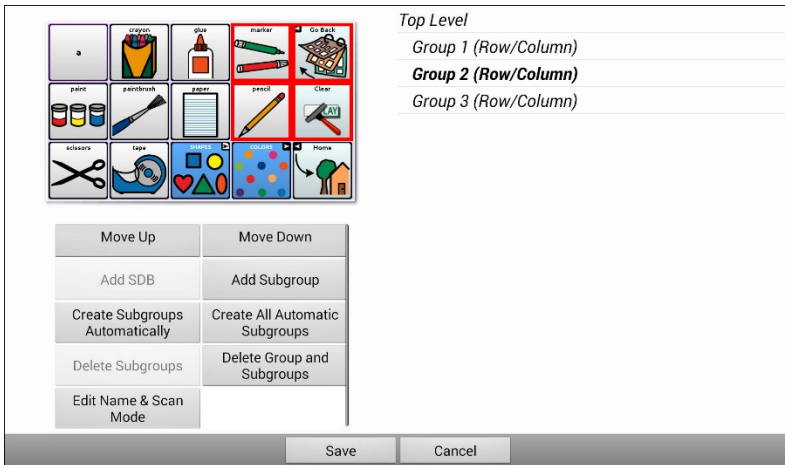 crayon
glue
marker
Go Back
a
paint
paintbrush
paper
pencil
Clear
scissors
tape
SHAPES
COLORS
Home
Move Up
Move Down
Add SDB
Add Subgroup
Create Subgroups
Automatically
Create All Automatic
Subgroups
Delete Subgroups
Delete Group and
Subgroups
Edit Name & Scan
Mode
Top Level
Group 1 (Row/Column)
Group 2 (Row/Column)
Group 3 (Row/Column)
Save
Cancel